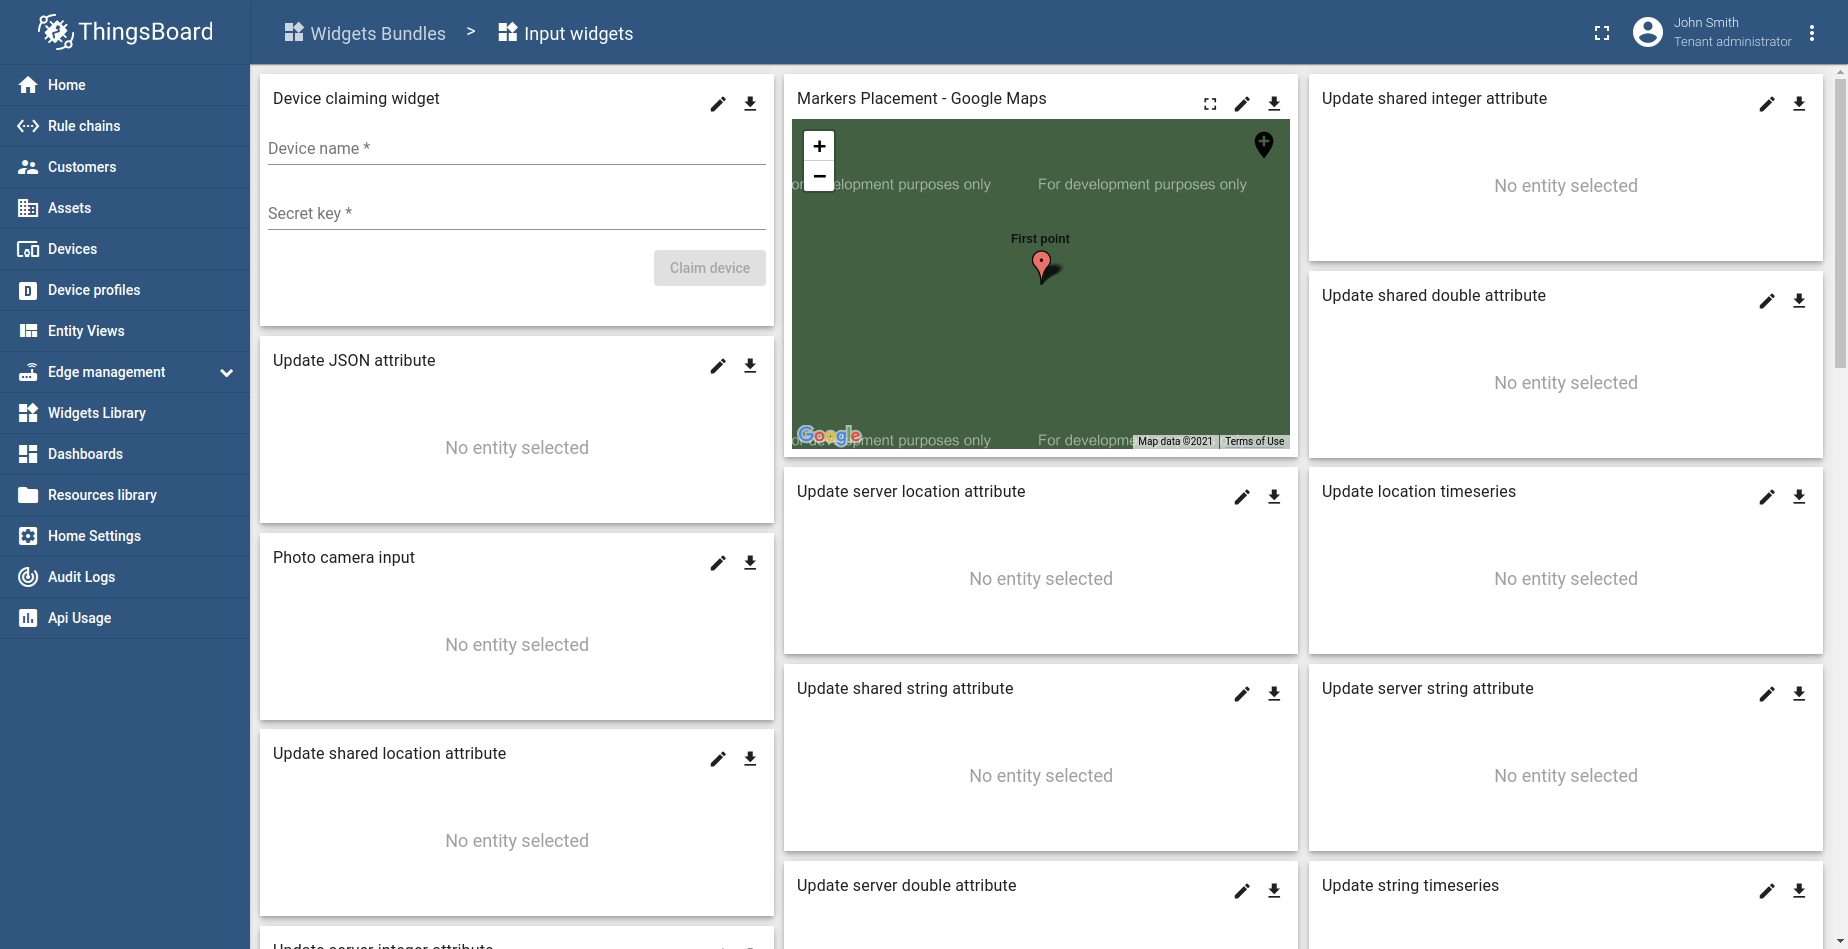 ThingsBoard
Widgets Bundles > Input widgets
John Smith
Tenant administrator
Home
Rule chains
Customers
Assets
Devices
Device profiles
Entity Views
Edge management
Widgets Library
Dashboards
Resources library
Home Settings
Audit Logs
Api Usage
Device claiming widget
Device name *
Secret key *
Claim device
Update JSON attribute
No entity selected
Photo camera input
No entity selected
Update shared location attribute
No entity selected
Update server integer attribute
Markers Placement - Google Maps
+
−
For development purposes only
First point
Google
development purposes only
For developme
Map data ©2021
Terms of Use
Update server location attribute
No entity selected
Update shared string attribute
No entity selected
Update server double attribute
Update shared integer attribute
No entity selected
Update shared double attribute
No entity selected
Update location timeseries
No entity selected
Update server string attribute
No entity selected
Update string timeseries